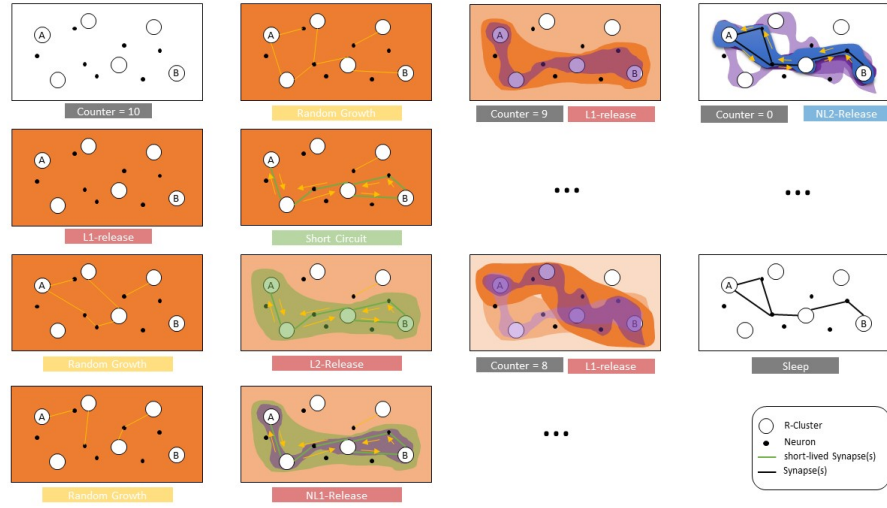 A
B
Counter = 10
A
Random Growth
A
B
Counter = 9
L1-release
A
B
Counter = 0
NL2-Release
A
B
L1-release
A
B
Short Circuit
...
...
A
B
Random Growth
A
B
L2-Release
A
B
Counter = 8
L1-release
A
B
Sleep
A
B
Random Growth
A
B
NL1-Release
...
R-Cluster
Neuron
short-lived Synapse(s)
Synapse(s)